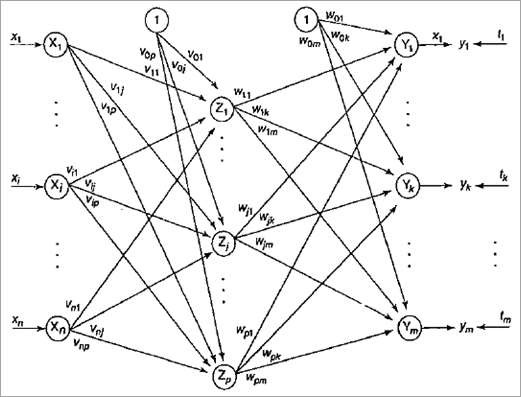 1 1
w01
x1 X1 v0p v01 w0m w0k Y1 x1 y1 t1
v0j
v11
v1j w11
v1p Z1 w1k
w1m
xi Xj vi1 tk
vij Yk yk
vip wj1 wjk
Zj wjm
vn1
xn Xn vnj wp1 tm
vnp wpk Ym ym
Zp wpm